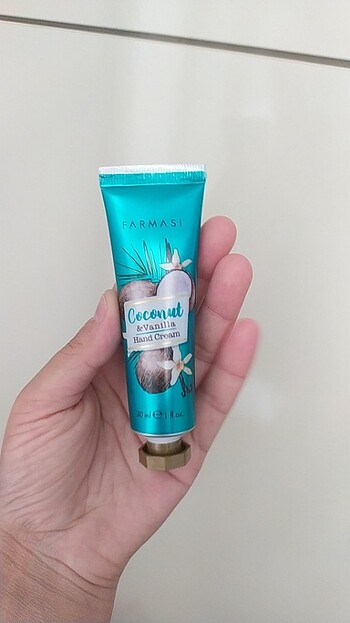 FARMASI
Coconut
& Vanilla
Hand Cream
30 ml ℮ 1 fl. oz.